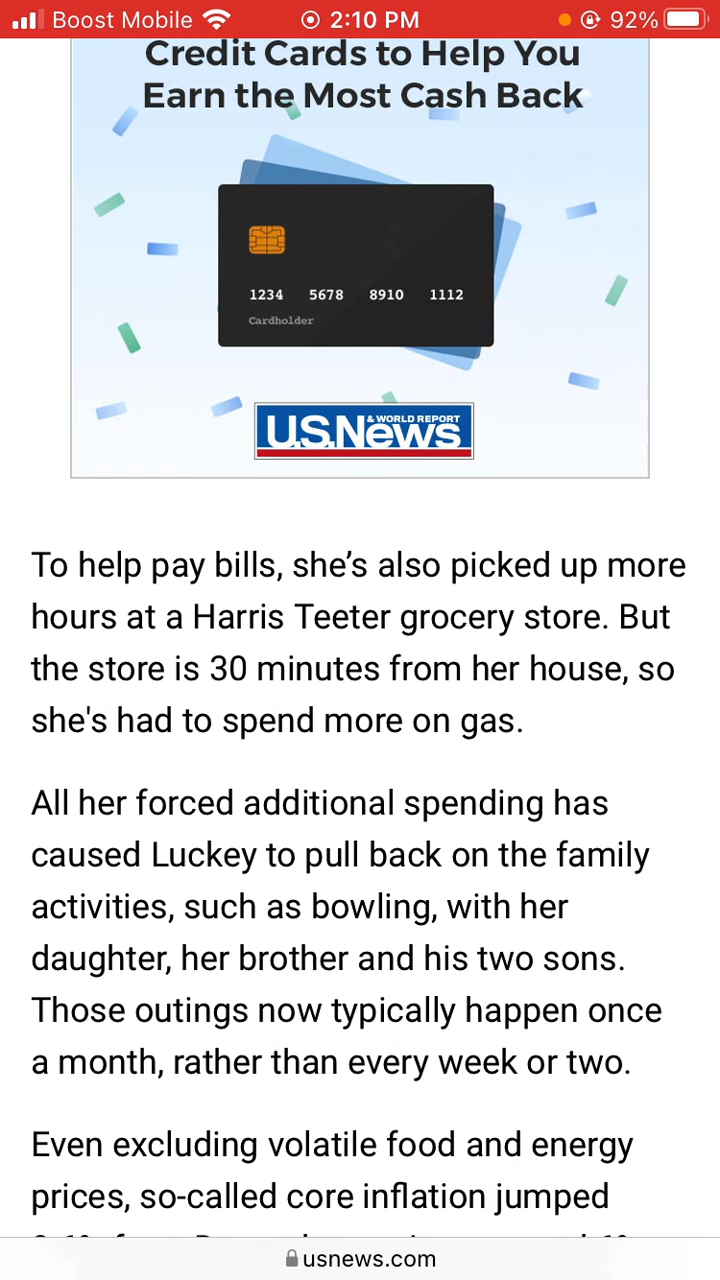 Boost Mobile 2:10 PM 92%
Credit Cards to Help You
Earn the Most Cash Back
1234 5678 8910 1112
Cardholder
U.S.News & WORLD REPORT
To help pay bills, she’s also picked up more
hours at a Harris Teeter grocery store. But
the store is 30 minutes from her house, so
she's had to spend more on gas.
All her forced additional spending has
caused Luckey to pull back on the family
activities, such as bowling, with her
daughter, her brother and his two sons.
Those outings now typically happen once
a month, rather than every week or two.
Even excluding volatile food and energy
prices, so-called core inflation jumped
usnews.com